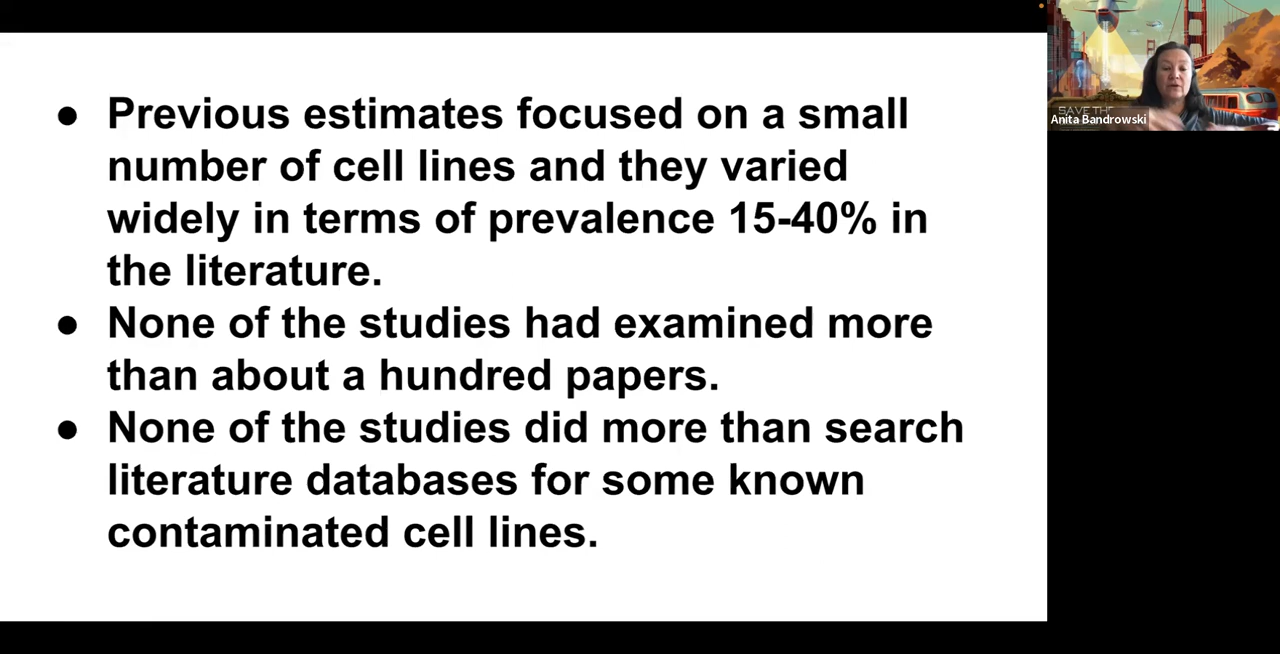 ● Previous estimates focused on a small
number of cell lines and they varied
widely in terms of prevalence 15-40% in
the literature.
● None of the studies had examined more
than about a hundred papers.
● None of the studies did more than search
literature databases for some known
contaminated cell lines.
SAVE THE
Anita Bandrowski